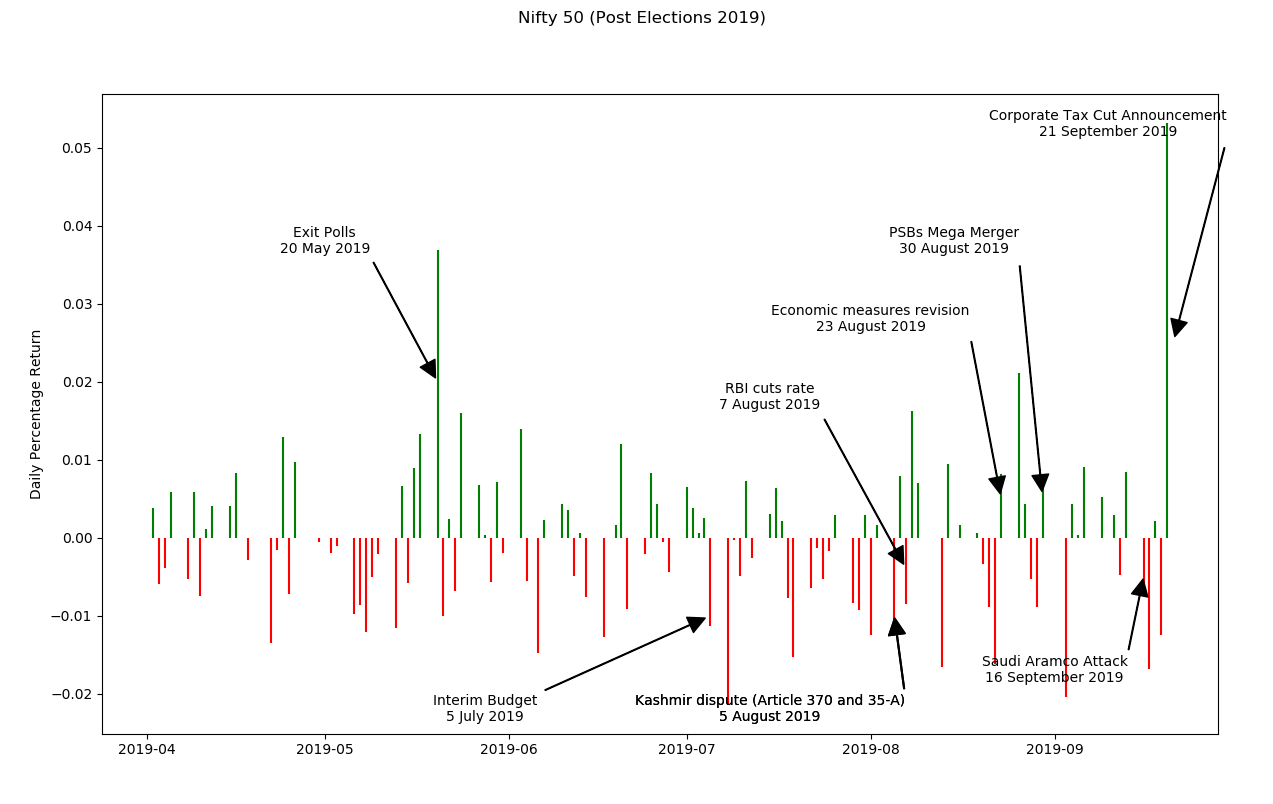 Nifty 50 (Post Elections 2019)
Corporate Tax Cut Announcement
21 September 2019
0.05
Exit Polls
20 May 2019
PSBs Mega Merger
30 August 2019
0.04
0.03
Economic measures revision
23 August 2019
Daily Percentage Return
0.02
RBI cuts rate
7 August 2019
0.01
0.00
−0.01
Saudi Aramco Attack
16 September 2019
−0.02
Interim Budget
5 July 2019
Kashmir dispute (Article 370 and 35-A)
5 August 2019
2019-04
2019-05
2019-06
2019-07
2019-08
2019-09